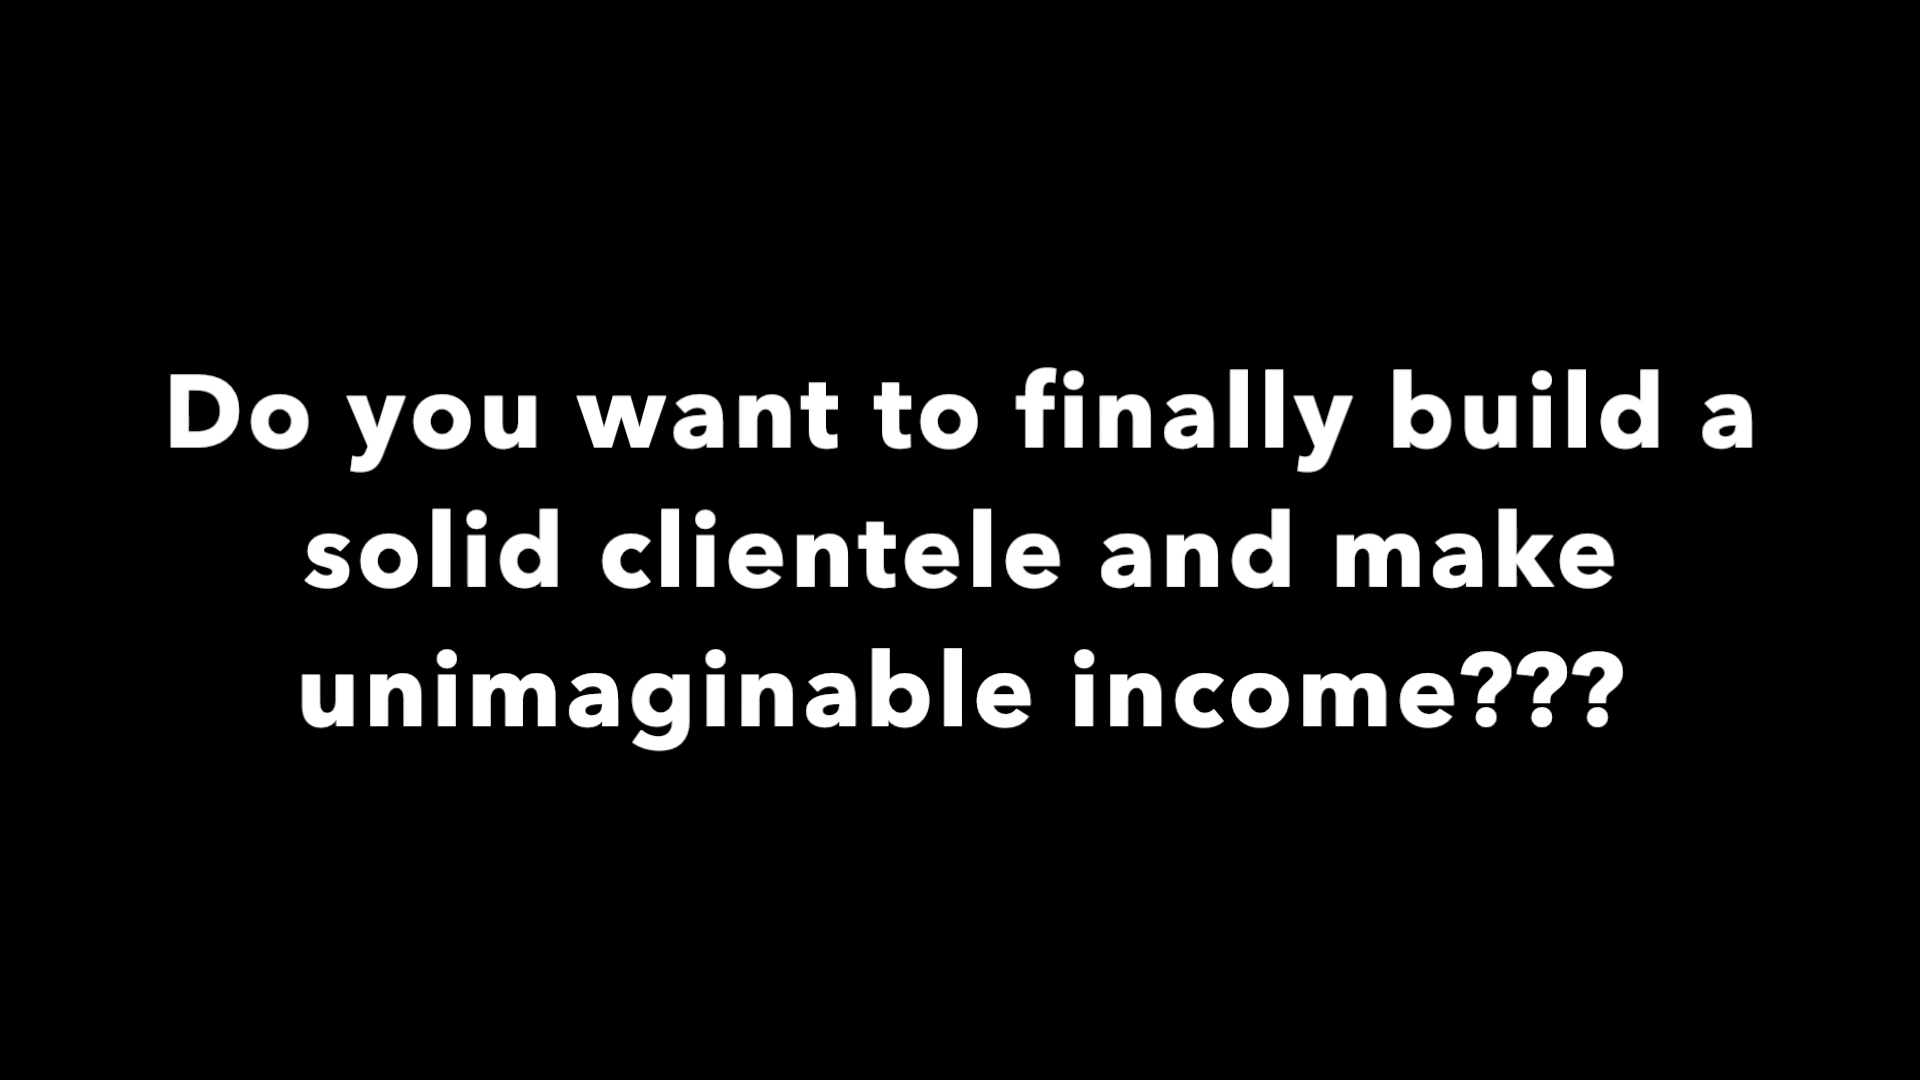 Do you want to finally build a
solid clientele and make
unimaginable income???